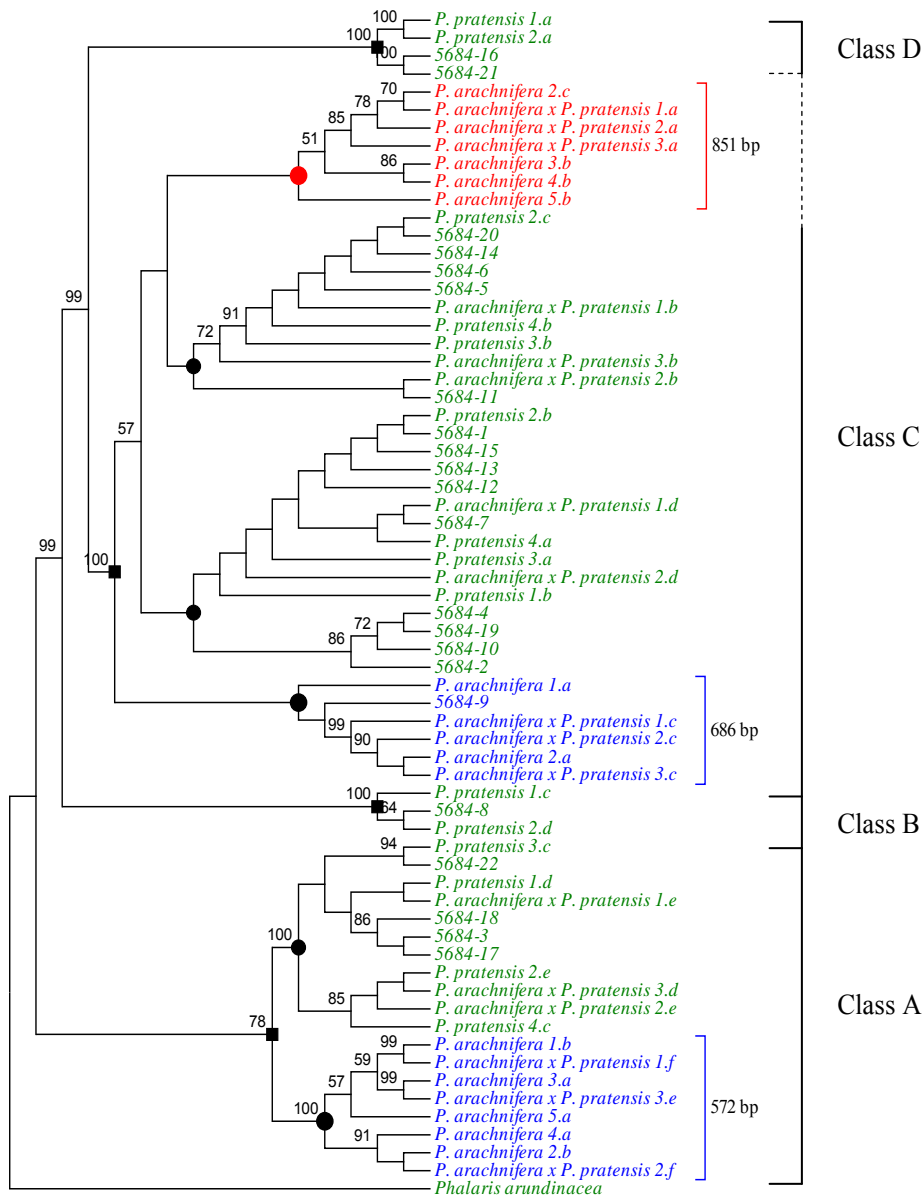 100
P. pratensis 1.a
100
P. pratensis 2.a
Class D
100
5684-16
5684-21
70
P. arachnifera 2.c
78
P. arachnifera x P. pratensis 1.a
85
P. arachnifera x P. pratensis 2.a
51
P. arachnifera x P. pratensis 3.a
851 bp
86
P. arachnifera 3.b
P. arachnifera 4.b
P. arachnifera 5.b
P. pratensis 2.c
5684-20
5684-14
5684-6
5684-5
99
P. arachnifera x P. pratensis 1.b
91
P. pratensis 4.b
72
P. pratensis 3.b
P. arachnifera x P. pratensis 3.b
P. arachnifera x P. pratensis 2.b
5684-11
P. pratensis 2.b
57
5684-1
Class C
5684-15
5684-13
5684-12
P. arachnifera x P. pratensis 1.d
5684-7
P. pratensis 4.a
99
P. pratensis 3.a
100
P. arachnifera x P. pratensis 2.d
P. pratensis 1.b
5684-4
72
5684-19
86
5684-10
5684-2
P. arachnifera 1.a
5684-9
99
P. arachnifera x P. pratensis 1.c
686 bp
90
P. arachnifera x P. pratensis 2.c
P. arachnifera 2.a
P. arachnifera x P. pratensis 3.c
100
P. pratensis 1.c
64
5684-8
Class B
P. pratensis 2.d
94
P. pratensis 3.c
5684-22
P. pratensis 1.d
P. arachnifera x P. pratensis 1.e
86
5684-18
100
5684-3
5684-17
P. pratensis 2.e
P. arachnifera x P. pratensis 3.d
85
P. arachnifera x P. pratensis 2.e
Class A
78
P. pratensis 4.c
99
P. arachnifera 1.b
59
P. arachnifera x P. pratensis 1.f
99
P. arachnifera 3.a
57
P. arachnifera x P. pratensis 3.e
572 bp
100
P. arachnifera 5.a
91
P. arachnifera 4.a
P. arachnifera 2.b
P. arachnifera x P. pratensis 2.f
Phalaris arundinacea